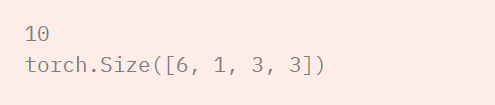 10
torch.Size([6, 1, 3, 3])